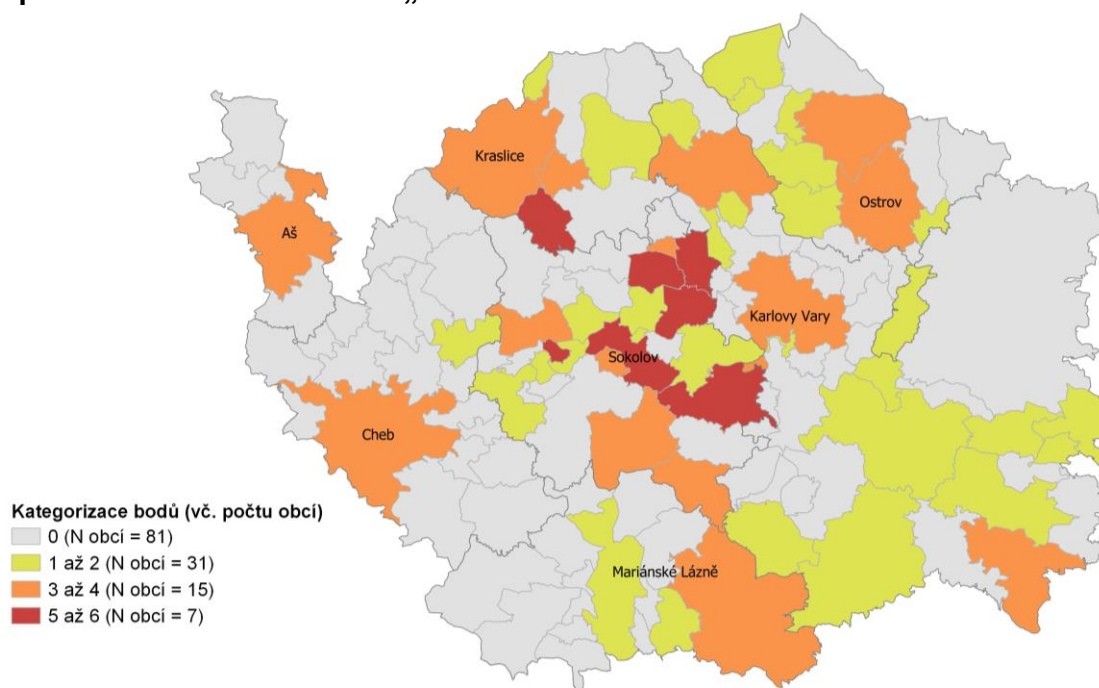 „
Kraslice
Ostrov
Aš
Karlovy Vary
Sokolov
Cheb
Mariánské Lázně
Kategorizace bodů (vč. počtu obcí)
0 (N obcí = 81)
1 až 2 (N obcí = 31)
3 až 4 (N obcí = 15)
5 až 6 (N obcí = 7)